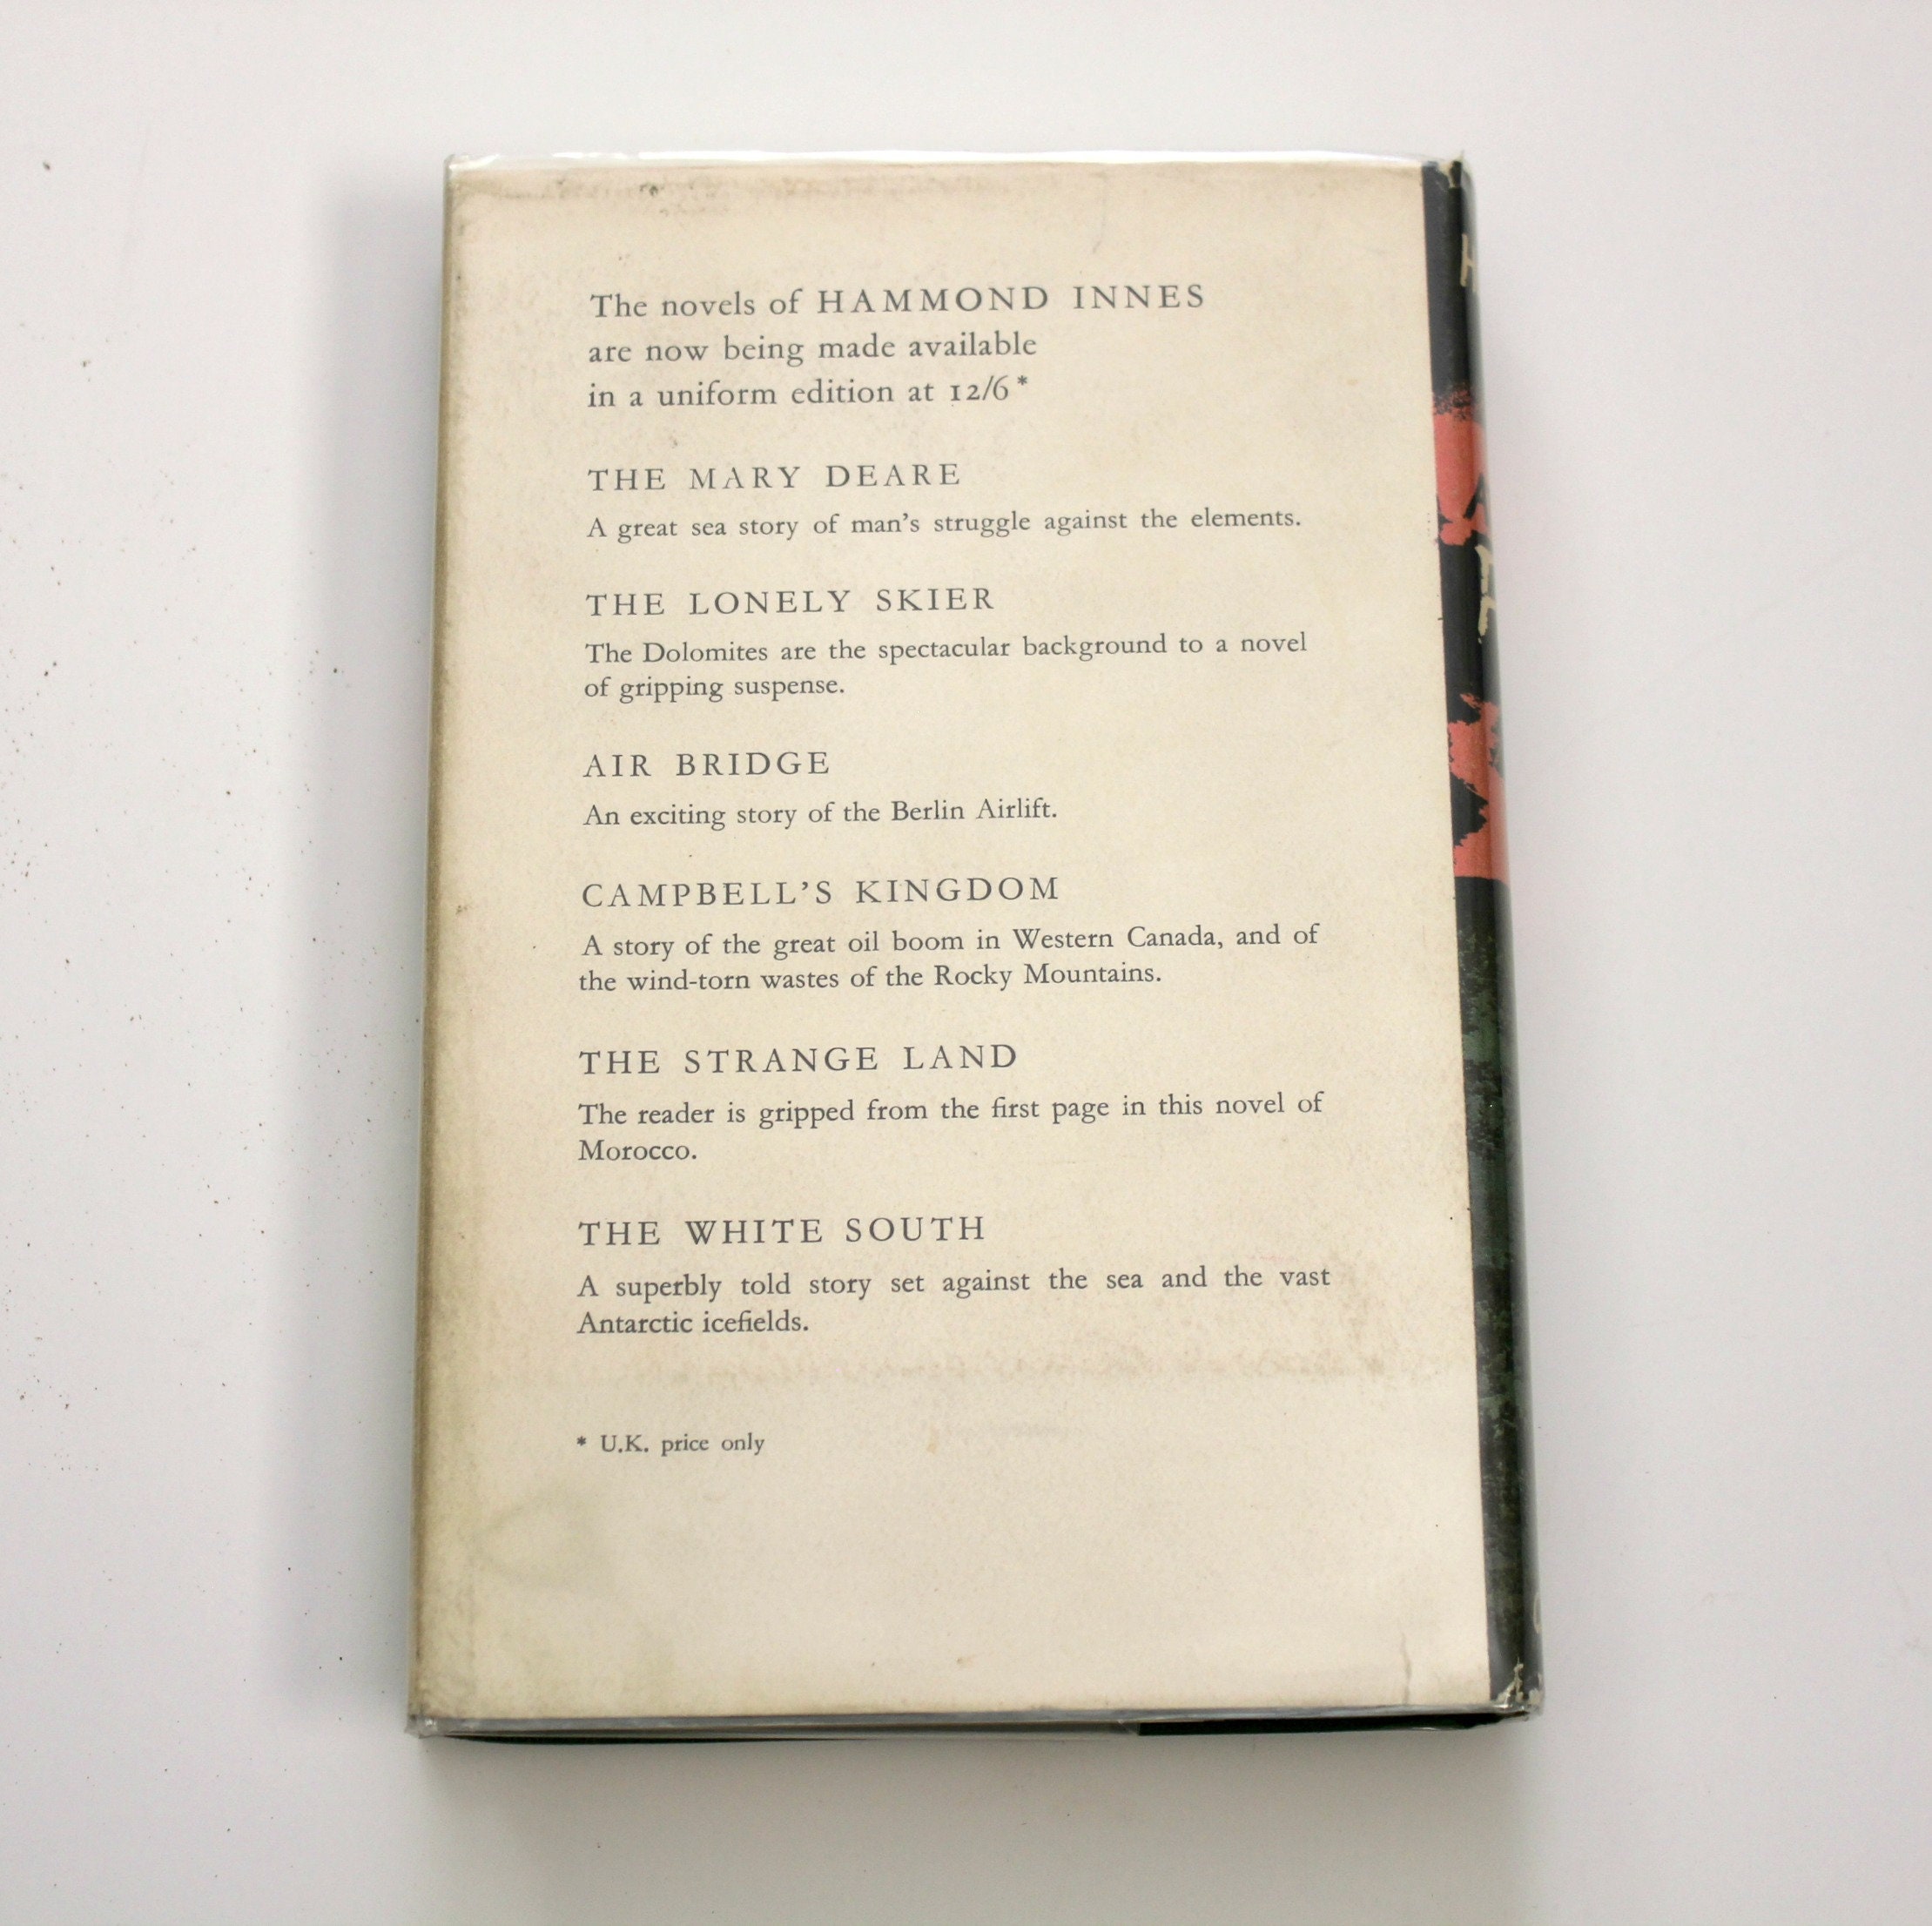 The novels of HAMMOND INNES
are now being made available
in a uniform edition at 12/6*
THE MARY DEARE
A great sea story of man's struggle against the elements.
THE LONELY SKIER
The Dolomites are the spectacular background to a novel
of gripping suspense.
AIR BRIDGE
An exciting story of the Berlin Airlift.
CAMPBELL'S KINGDOM
A story of the great oil boom in Western Canada, and of
the wind-torn wastes of the Rocky Mountains.
THE STRANGE LAND
The reader is gripped from the first page in this novel of
Morocco.
THE WHITE SOUTH
A superbly told story set against the sea and the vast
Antarctic icefields.
* U.K. price only